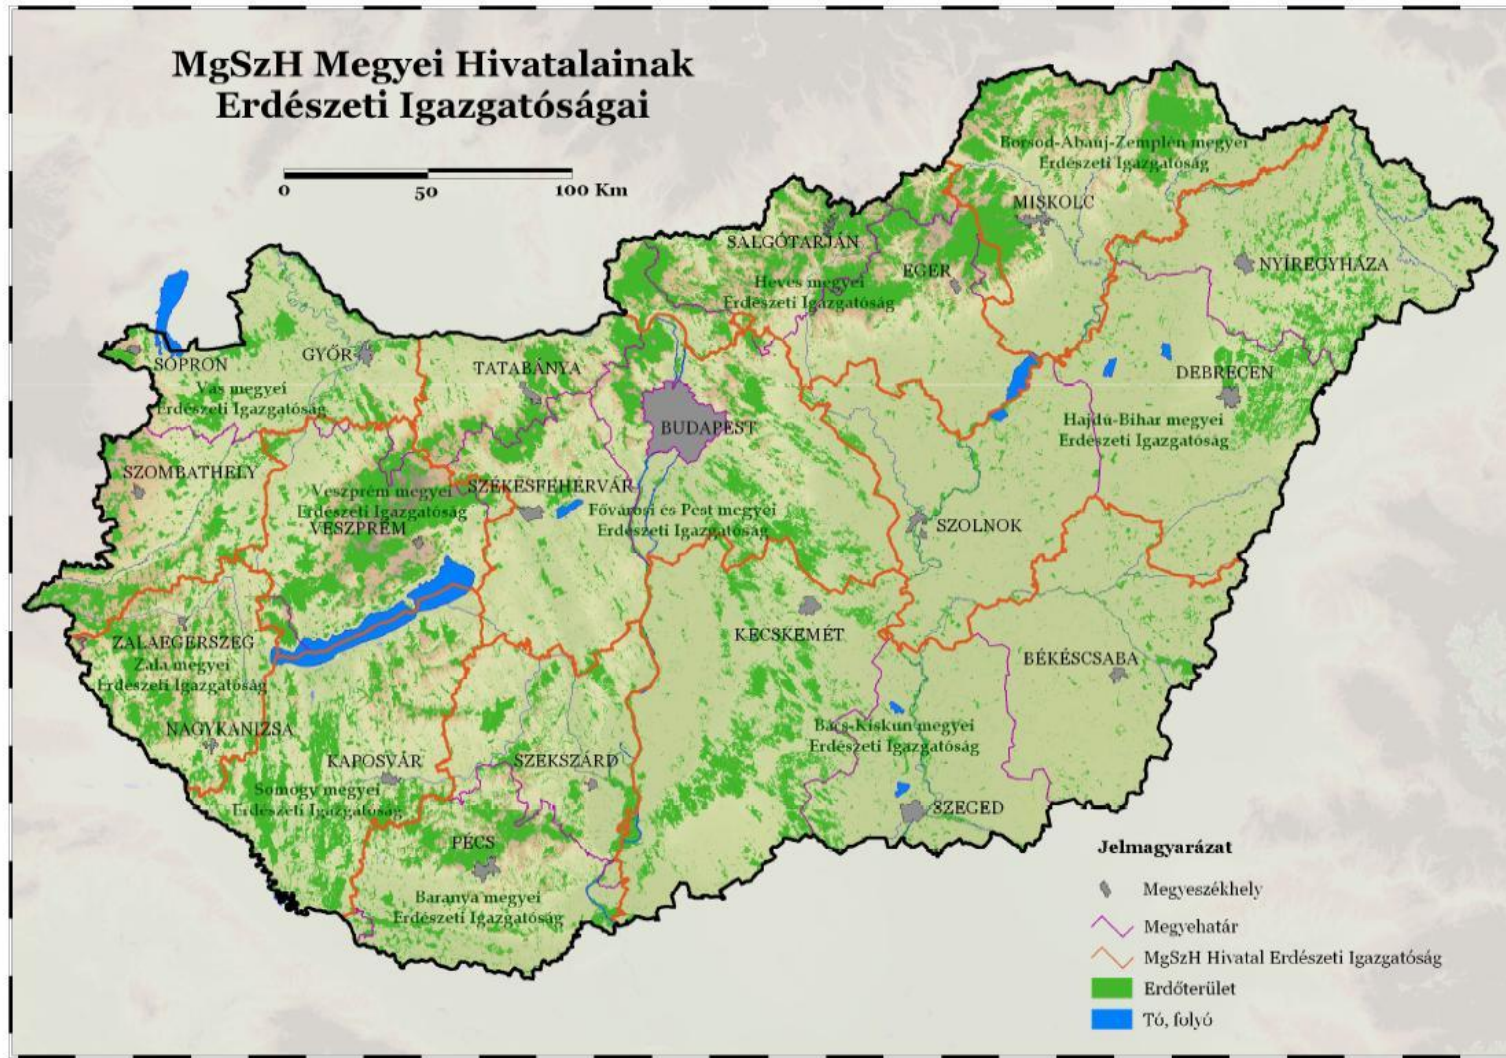 MgSzH Megyei Hivatalainak
Erdészeti Igazgatóságai
0 50 100 Km
Borsod-Abaúj-Zemplén megyei
Erdészeti Igazgatóság
MISKOLC
SALGÓTARJÁN
EGER
NYÍREGYHÁZA
Heves megyei
Erdészeti Igazgatóság
SOPRON
GYŐR
TATABÁNYA
DEBRECEN
Vas megyei
Erdészeti Igazgatóság
Hajdú-Bihar megyei
Erdészeti Igazgatóság
BUDAPEST
SZOMBATHELY
Veszprém megyei
Erdészeti Igazgatóság
VESZPRÉM
SZÉKESFEHÉRVÁR
Fővárosi és Pest megyei
Erdészeti Igazgatóság
SZOLNOK
ZALAEGERSZEG
Zala megyei
Erdészeti Igazgatóság
KECSKEMÉT
BÉKÉSCSABA
NAGYKANIZSA
Bács-Kiskun megyei
Erdészeti Igazgatóság
KAPOSVÁR
SZEKSZÁRD
Somogy megyei
Erdészeti Igazgatóság
SZEGED
PÉCS
Baranya megyei
Erdészeti Igazgatóság
Jelmagyarázat
Megyeszékhely
Megyehatár
MgSzH Hivatal Erdészeti Igazgatóság
Erdőterület
Tó, folyó